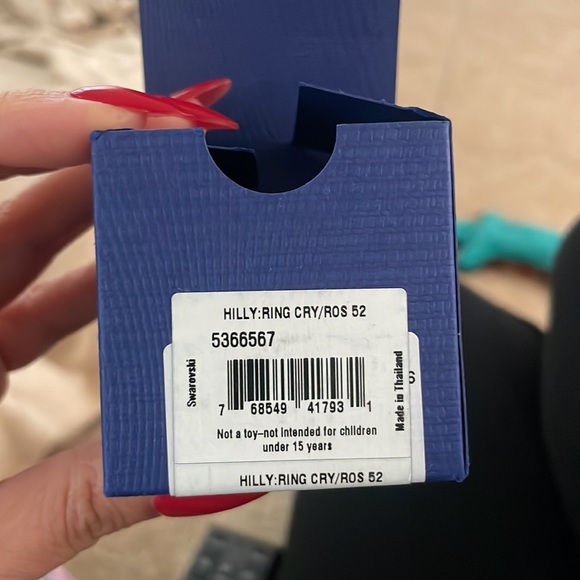 HILLY:RING CRY/ROS 52
5366567
Swarovski
7 68549 41793 1
Made in Thailand
S
Not a toy–not intended for children
under 15 years
HILLY:RING CRY/ROS 52